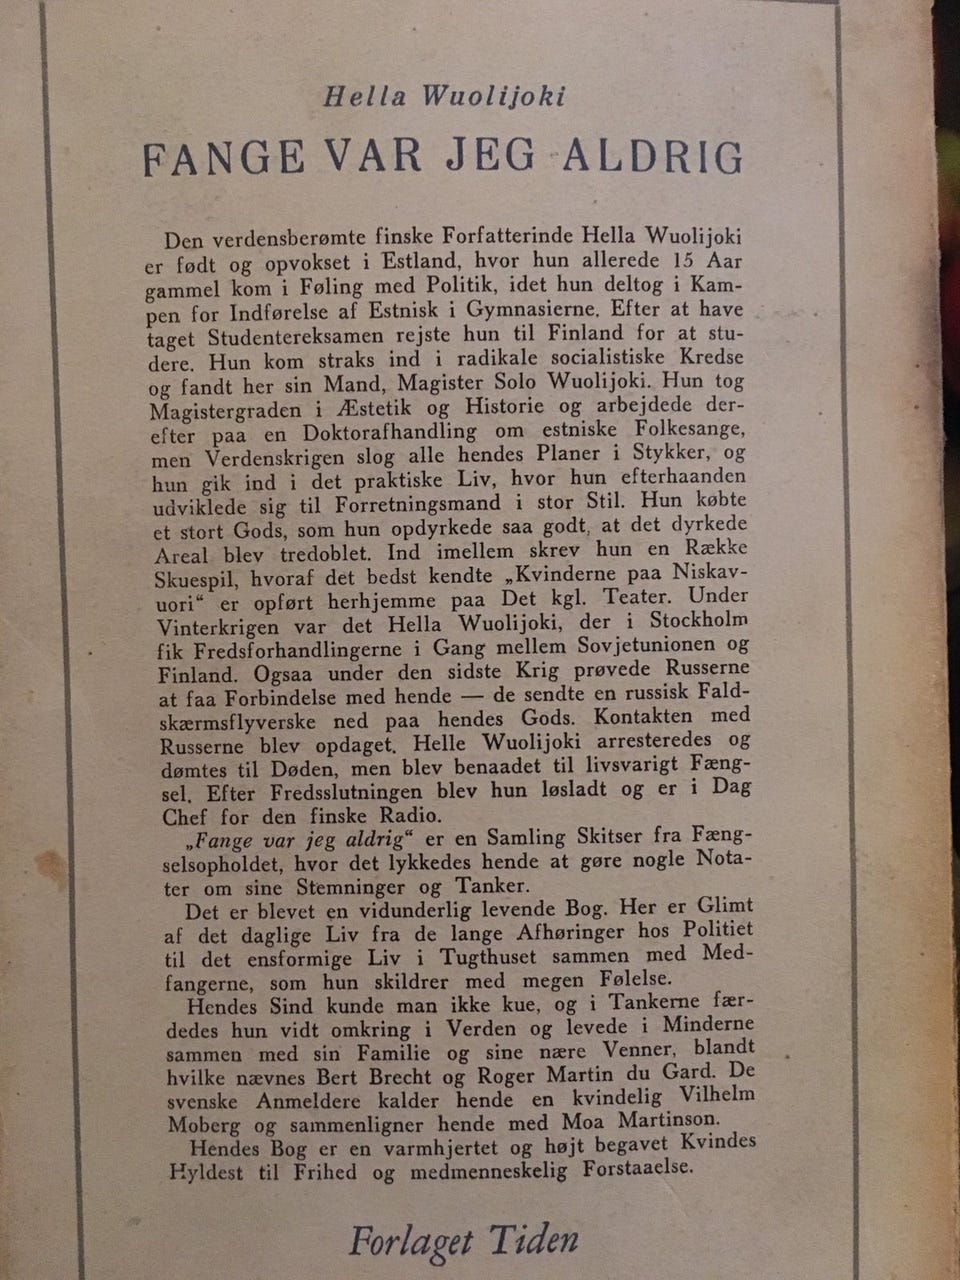 Hella Wuolijoki
FANGE VAR JEG ALDRIG
Den verdensberømte finske Forfatterinde Hella Wuolijoki
er født og opvokset i Estland, hvor hun allerede 15 Aar
gammel kom i Føling med Politik, idet hun deltog i Kam-
pen for Indførelse af Estnisk i Gymnasierne. Efter at have
taget Studentereksamen rejste hun til Finland for at stu-
dere. Hun kom straks ind i radikale socialistiske Kredse
og fandt her sin Mand, Magister Solo Wuolijoki. Hun tog
Magistergraden i Æstetik og Historie og arbejdede der-
efter paa en Doktorafhandling om estniske Folkesange,
men Verdenskrigen slog alle hendes Planer i Stykker, og
hun gik ind i det praktiske Liv, hvor hun efterhaanden
udviklede sig til Forretningsmand i stor Stil. Hun købte
et stort Gods, som hun opdyrkede saa godt, at det dyrkede
Areal blev tredoblet. Ind imellem skrev hun en Række
Skuespil, hvoraf det bedst kendte „Kvinderne paa Niskav-
uori“ er opført herhjemme paa Det kgl. Teater. Under
Vinterkrigen var det Hella Wuolijoki, der i Stockholm
fik Fredsforhandlingerne i Gang mellem Sovjetunionen og
Finland. Ogsaa under den sidste Krig prøvede Russerne
at faa Forbindelse med hende — de sendte en russisk Fald-
skærmsflyverske ned paa hendes Gods. Kontakten med
Russerne blev opdaget. Helle Wuolijoki arresteredes og
dømtes til Døden, men blev benaadet til livsvarigt Fæng-
sel. Efter Fredsslutningen blev hun løsladt og er i Dag
Chef for den finske Radio.
„Fange var jeg aldrig“ er en Samling Skitser fra Fæng-
selsopholdet, hvor det lykkedes hende at gøre nogle Nota-
ter om sine Stemninger og Tanker.
Det er blevet en vidunderlig levende Bog. Her er Glimt
af det daglige Liv fra de lange Afhøringer hos Politiet
til det ensformige Liv i Tugthuset sammen med Med-
fangerne, som hun skildrer med megen Følelse.
Hendes Sind kunde man ikke kue, og i Tankerne fær-
dedes hun vidt omkring i Verden og levede i Minderne
sammen med sin Familie og sine nære Venner, blandt
hvilke nævnes Bert Brecht og Roger Martin du Gard. De
svenske Anmeldere kalder hende en kvindelig Vilhelm
Moberg og sammenligner hende med Moa Martinson.
Hendes Bog er en varmhjertet og højt begavet Kvindes
Hyldest til Frihed og medmenneskelig Forstaaelse.
Forlaget Tiden